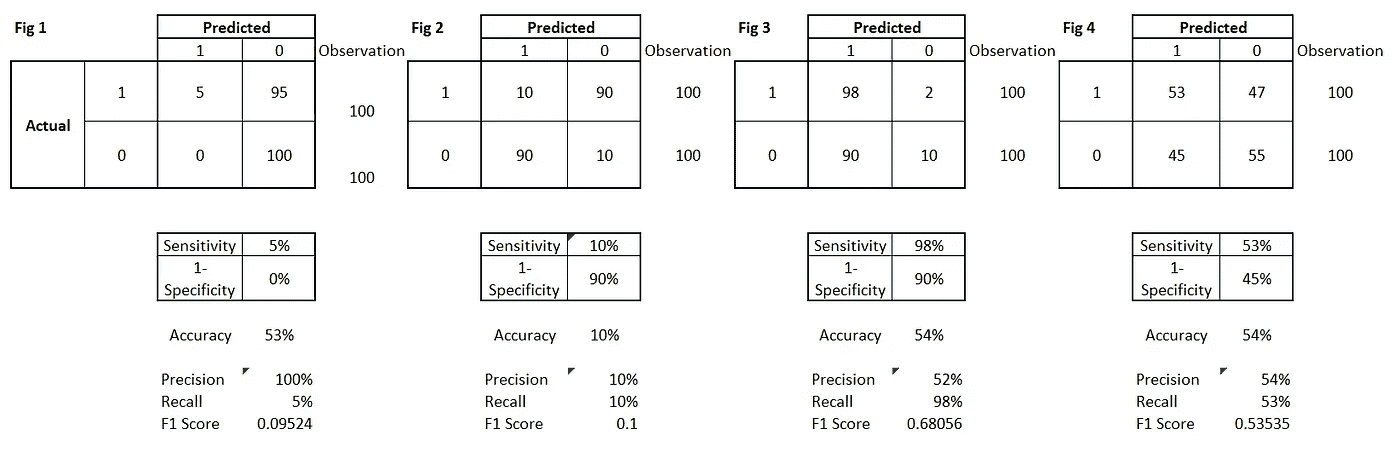 Fig 1 Predicted Fig 2 Predicted Fig 3 Predicted Fig 4 Predicted
1 0 Observation 1 0 Observation 1 0 Observation 1 0 Observation
Actual 1 5 95 100 1 10 90 100 1 98 2 100 1 53 47 100
0 0 100 100 0 90 10 100 0 90 10 100 0 45 55 100
Sensitivity 5% Sensitivity 10% Sensitivity 98% Sensitivity 53%
1- 1- 1- 1-
Specificity 0% Specificity 90% Specificity 90% Specificity 45%
Accuracy 53% Accuracy 10% Accuracy 54% Accuracy 54%
Precision 100% Precision 10% Precision 52% Precision 54%
Recall 5% Recall 10% Recall 98% Recall 53%
F1 Score 0.09524 F1 Score 0.1 F1 Score 0.68056 F1 Score 0.53535